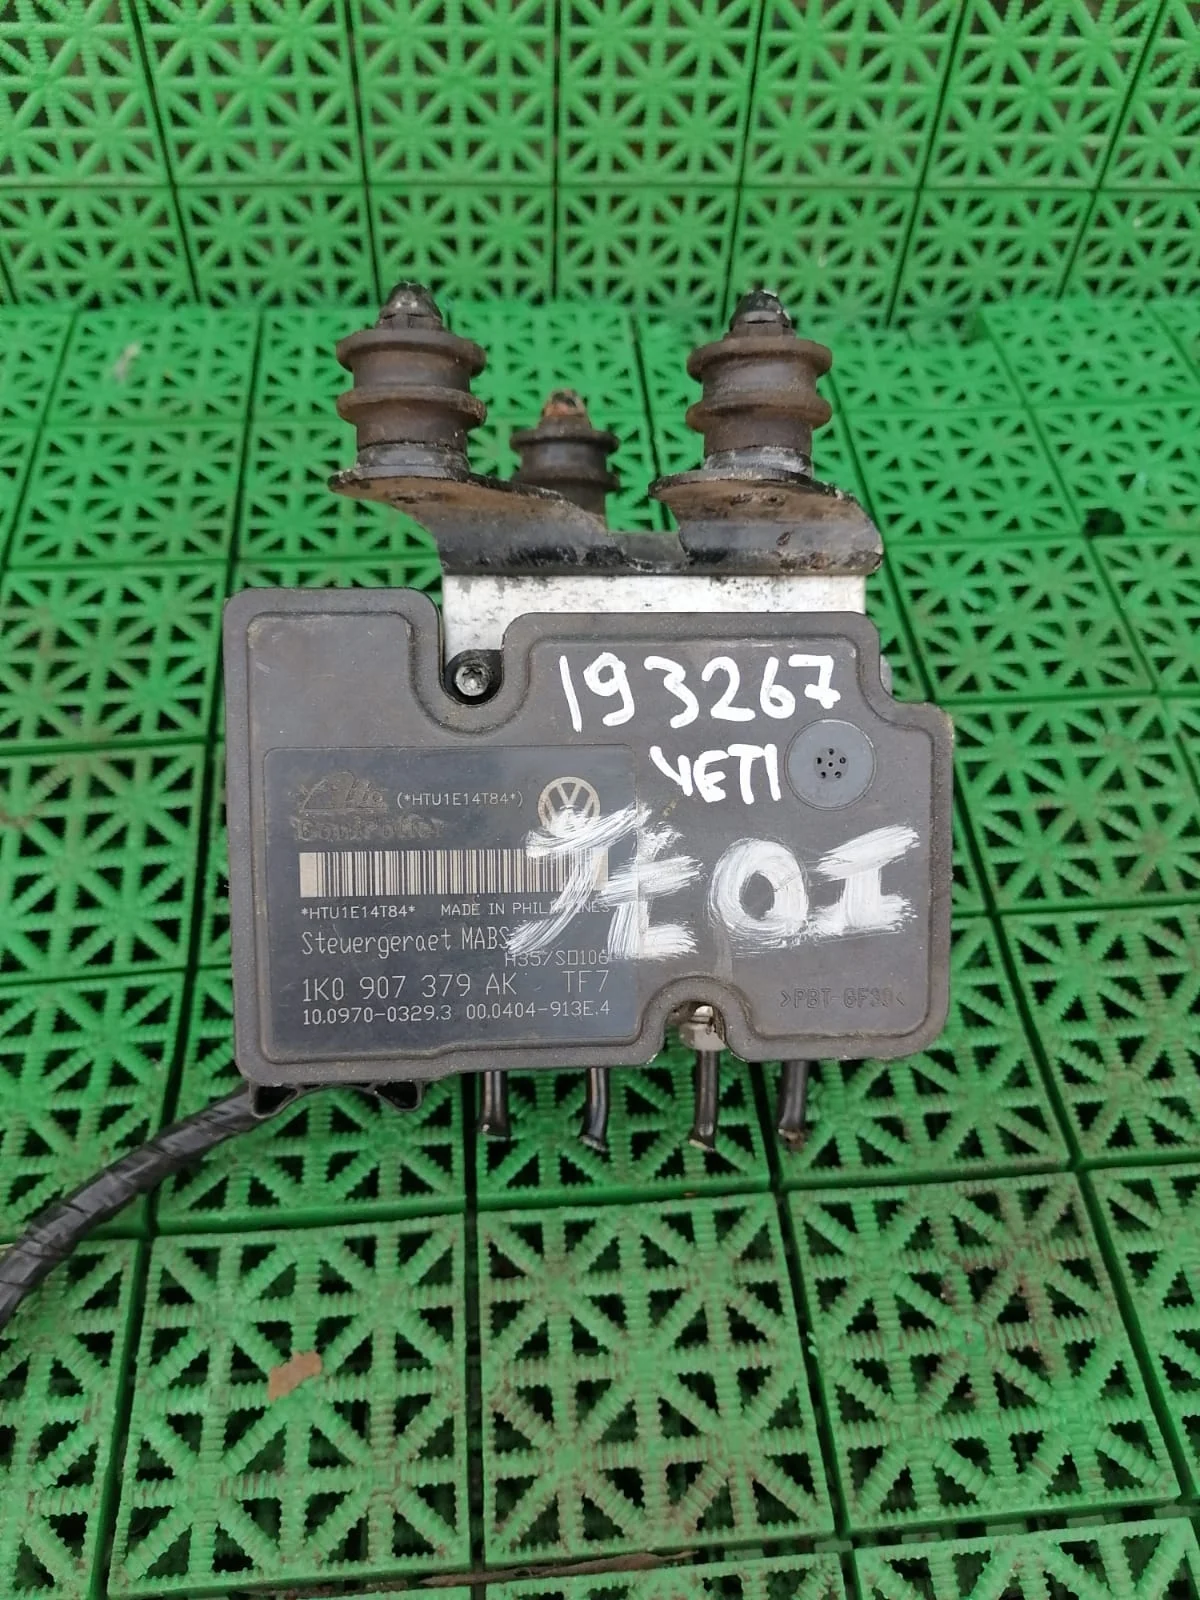 193267
YETI
Ate (*HTU1E14T84*)
Controller
JEOI
*HTU1E14T84* MADE IN PHILIPPINES
Steuergeraet MABS
H35/S0106
1K0 907 379 AK TF7
10.0970-0329.3 00.0404-913E.4
>PBT-GF30<